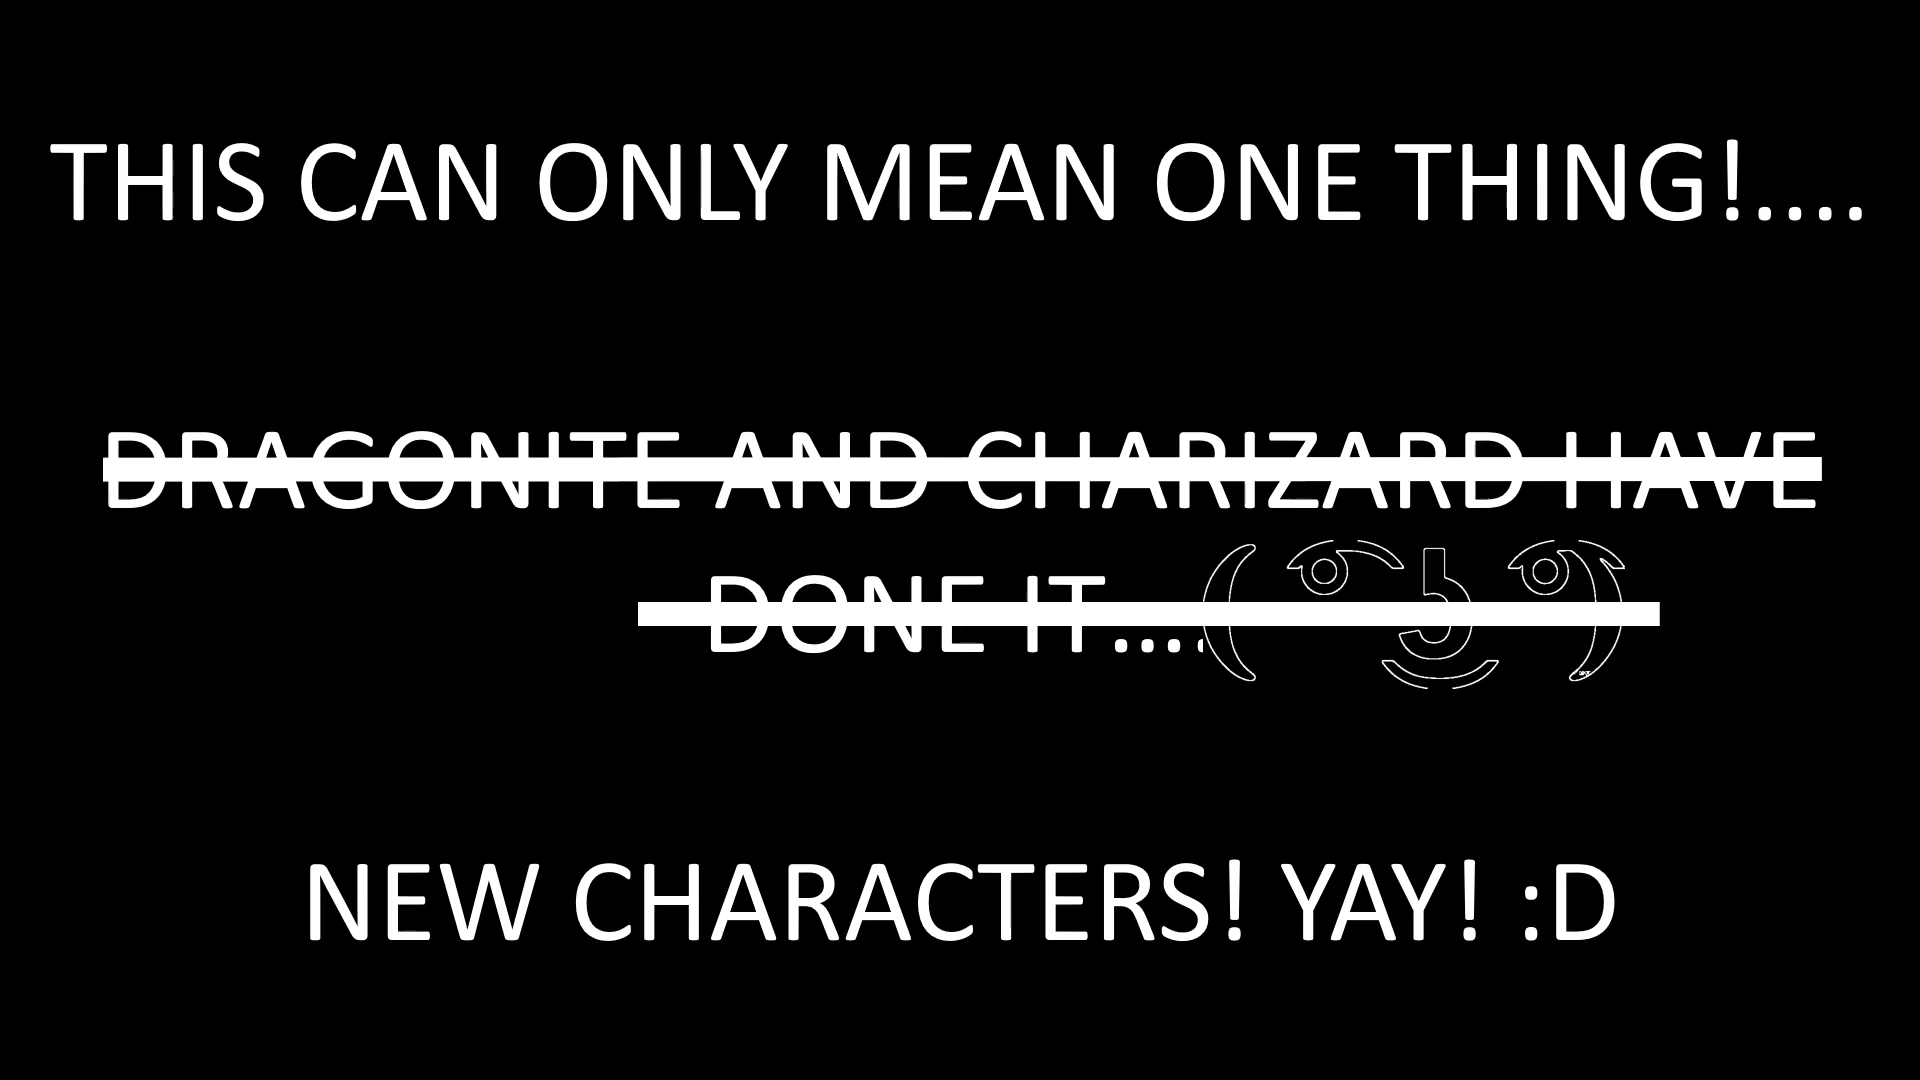 THIS CAN ONLY MEAN ONE THING!....
DRAGONITE AND CHARIZARD HAVE
DONE IT....( ͡° ͜ʖ ͡°)
NEW CHARACTERS! YAY! :D